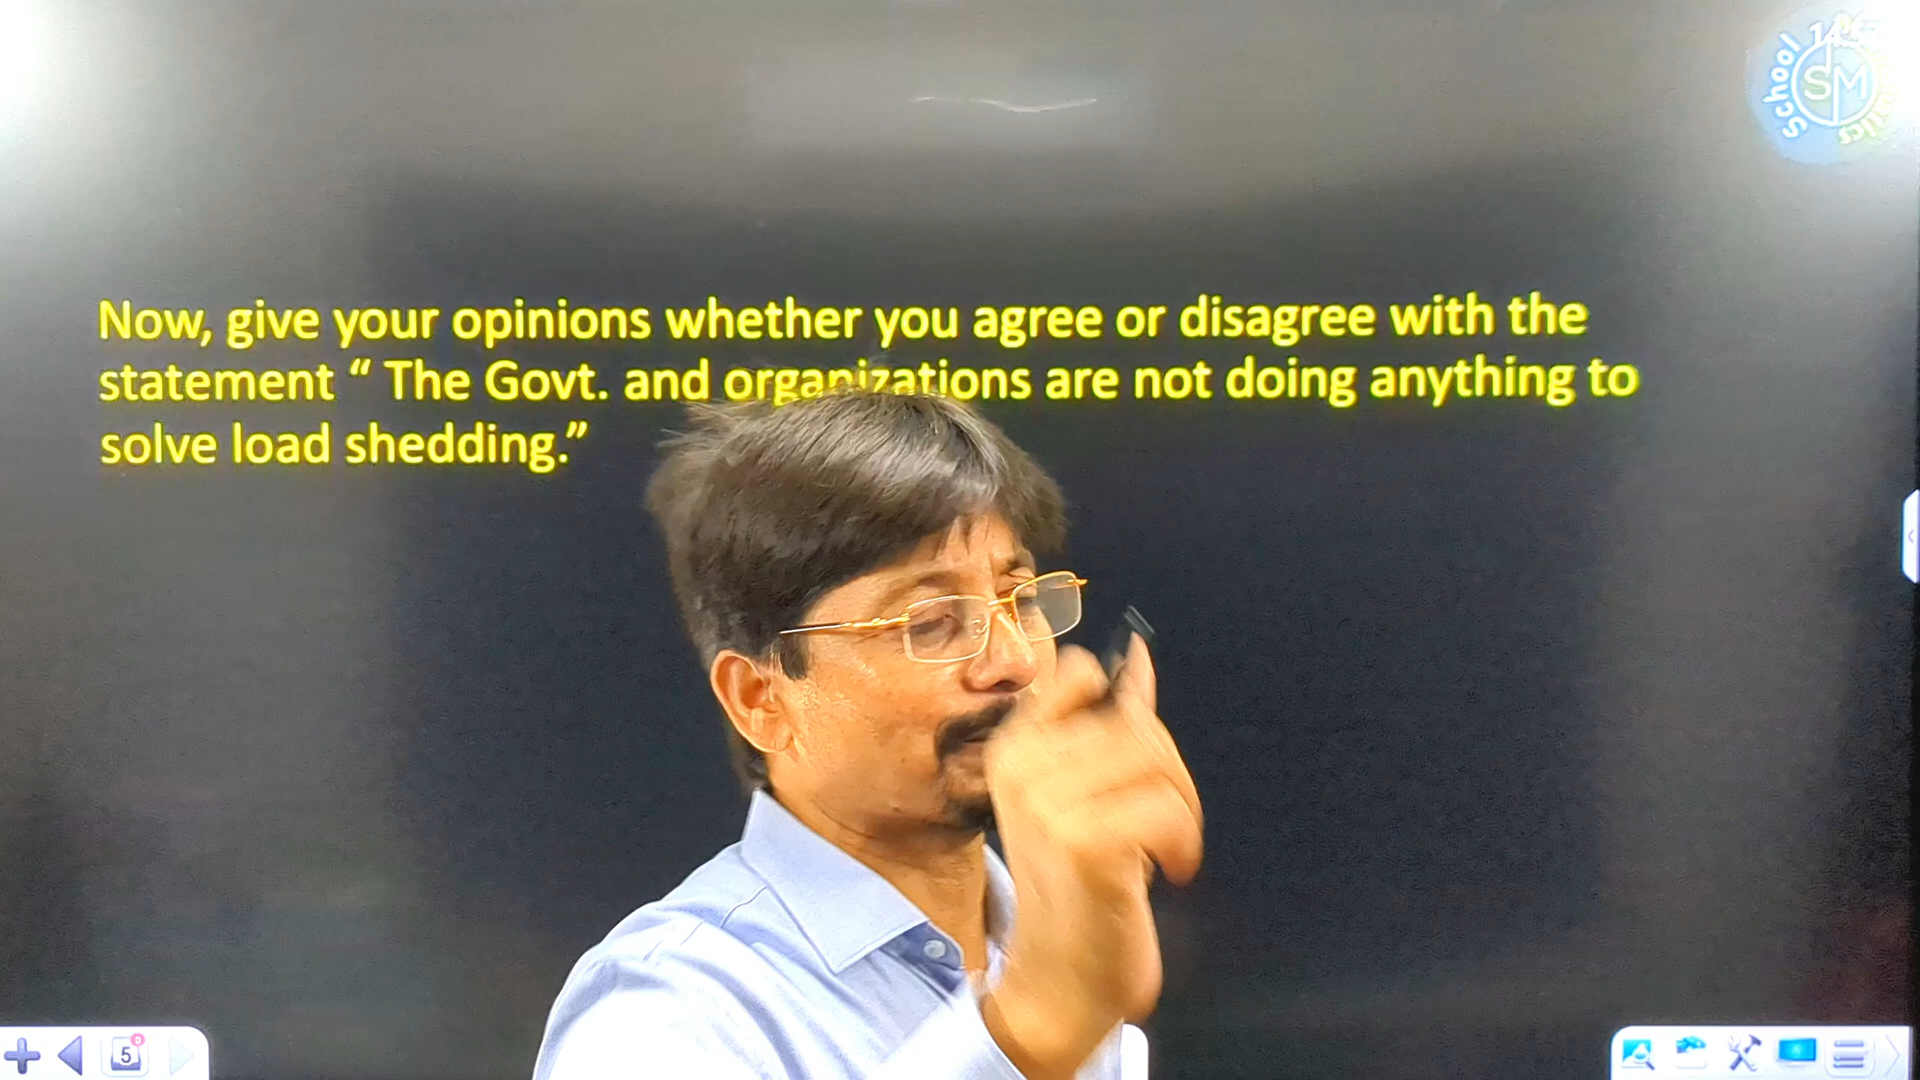 Now, give your opinions whether you agree or disagree with the
statement “ The Govt. and organizations are not doing anything to
solve load shedding.”
School
SM
5
0